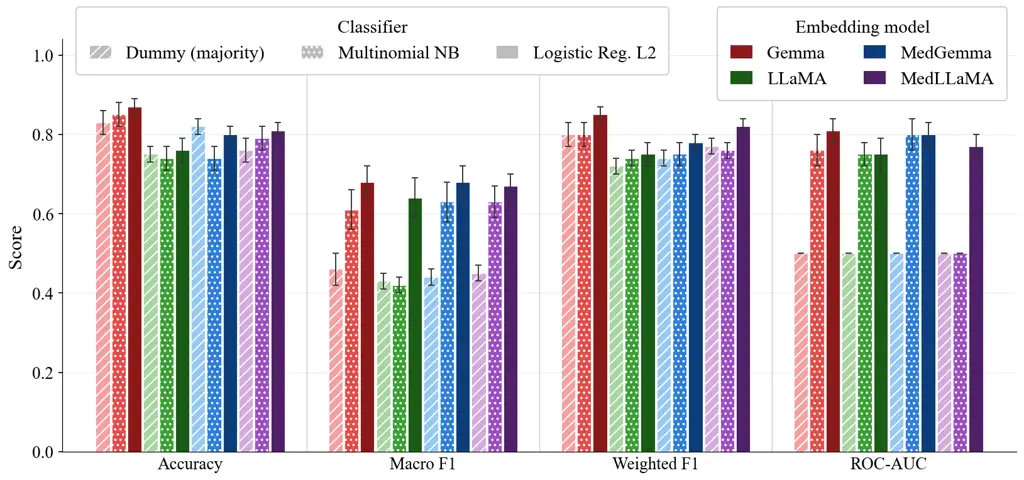 Classifier
Dummy (majority) Multinomial NB Logistic Reg. L2
Embedding model
Gemma MedGemma
LLaMA MedLLaMA
Score
1.0
0.8
0.6
0.4
0.2
0.0
Accuracy Macro F1 Weighted F1 ROC-AUC